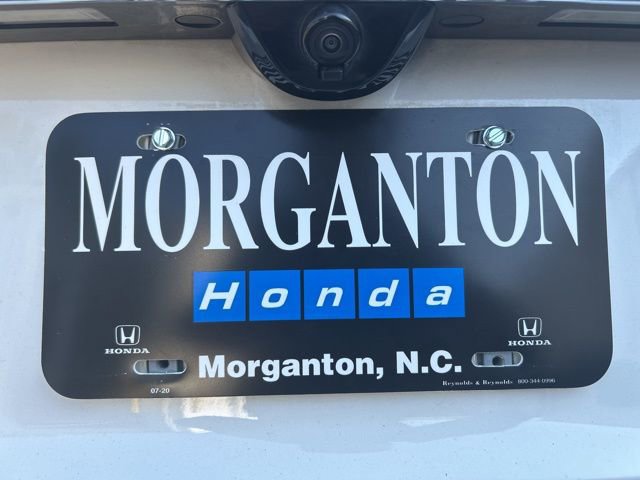 MORGANTON
Honda
HONDA HONDA
Morganton, N.C.
07-20 Reynolds & Reynolds 800-344-0996